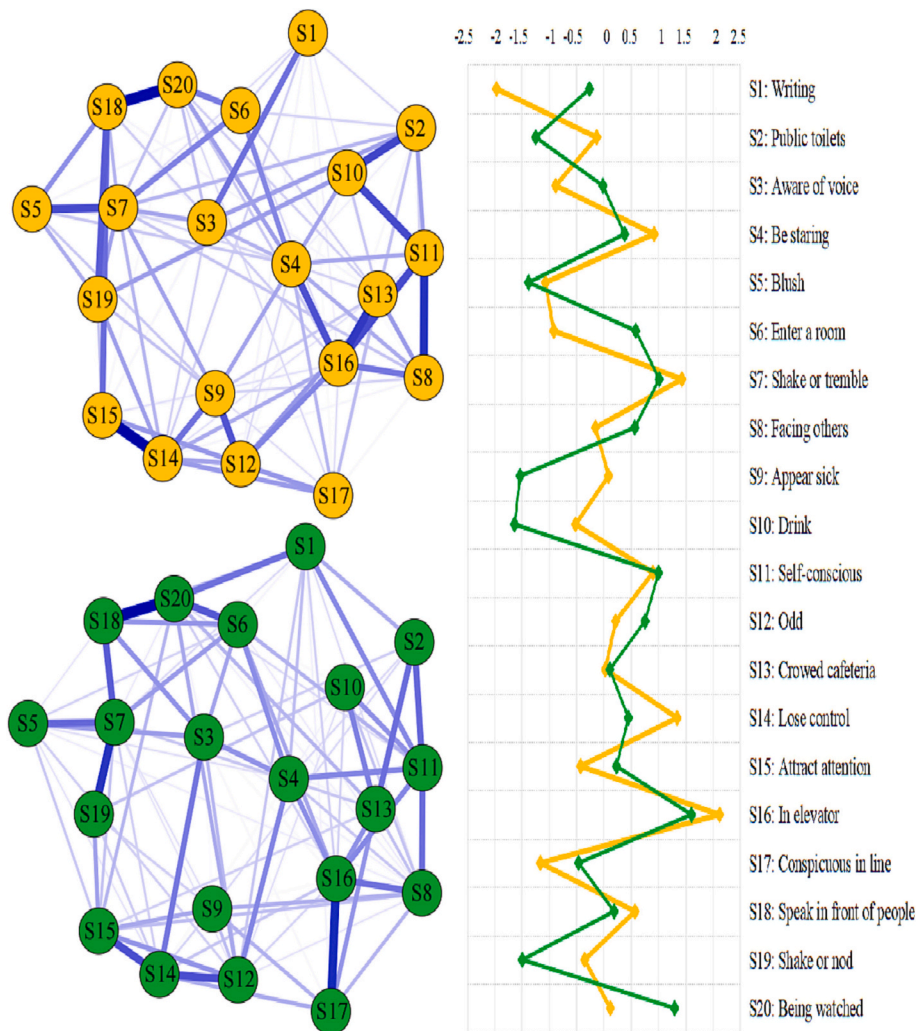 -2.5 -2 -1.5 -1 -0.5 0 0.5 1 1.5 2 2.5
S1
S20
S18
S6
S2
S10
S5
S7
S3
S11
S4
S13
S19
S16
S8
S9
S15
S14
S12
S17
S1
S20
S18
S6
S2
S10
S5
S7
S3
S11
S4
S13
S19
S16
S8
S9
S15
S14
S12
S17
S1: Writing
S2: Public toilets
S3: Aware of voice
S4: Be staring
S5: Blush
S6: Enter a room
S7: Shake or tremble
S8: Facing others
S9: Appear sick
S10: Drink
S11: Self-conscious
S12: Odd
S13: Crowed cafeteria
S14: Lose control
S15: Attract attention
S16: In elevator
S17: Conspicuous in line
S18: Speak in front of people
S19: Shake or nod
S20: Being watched